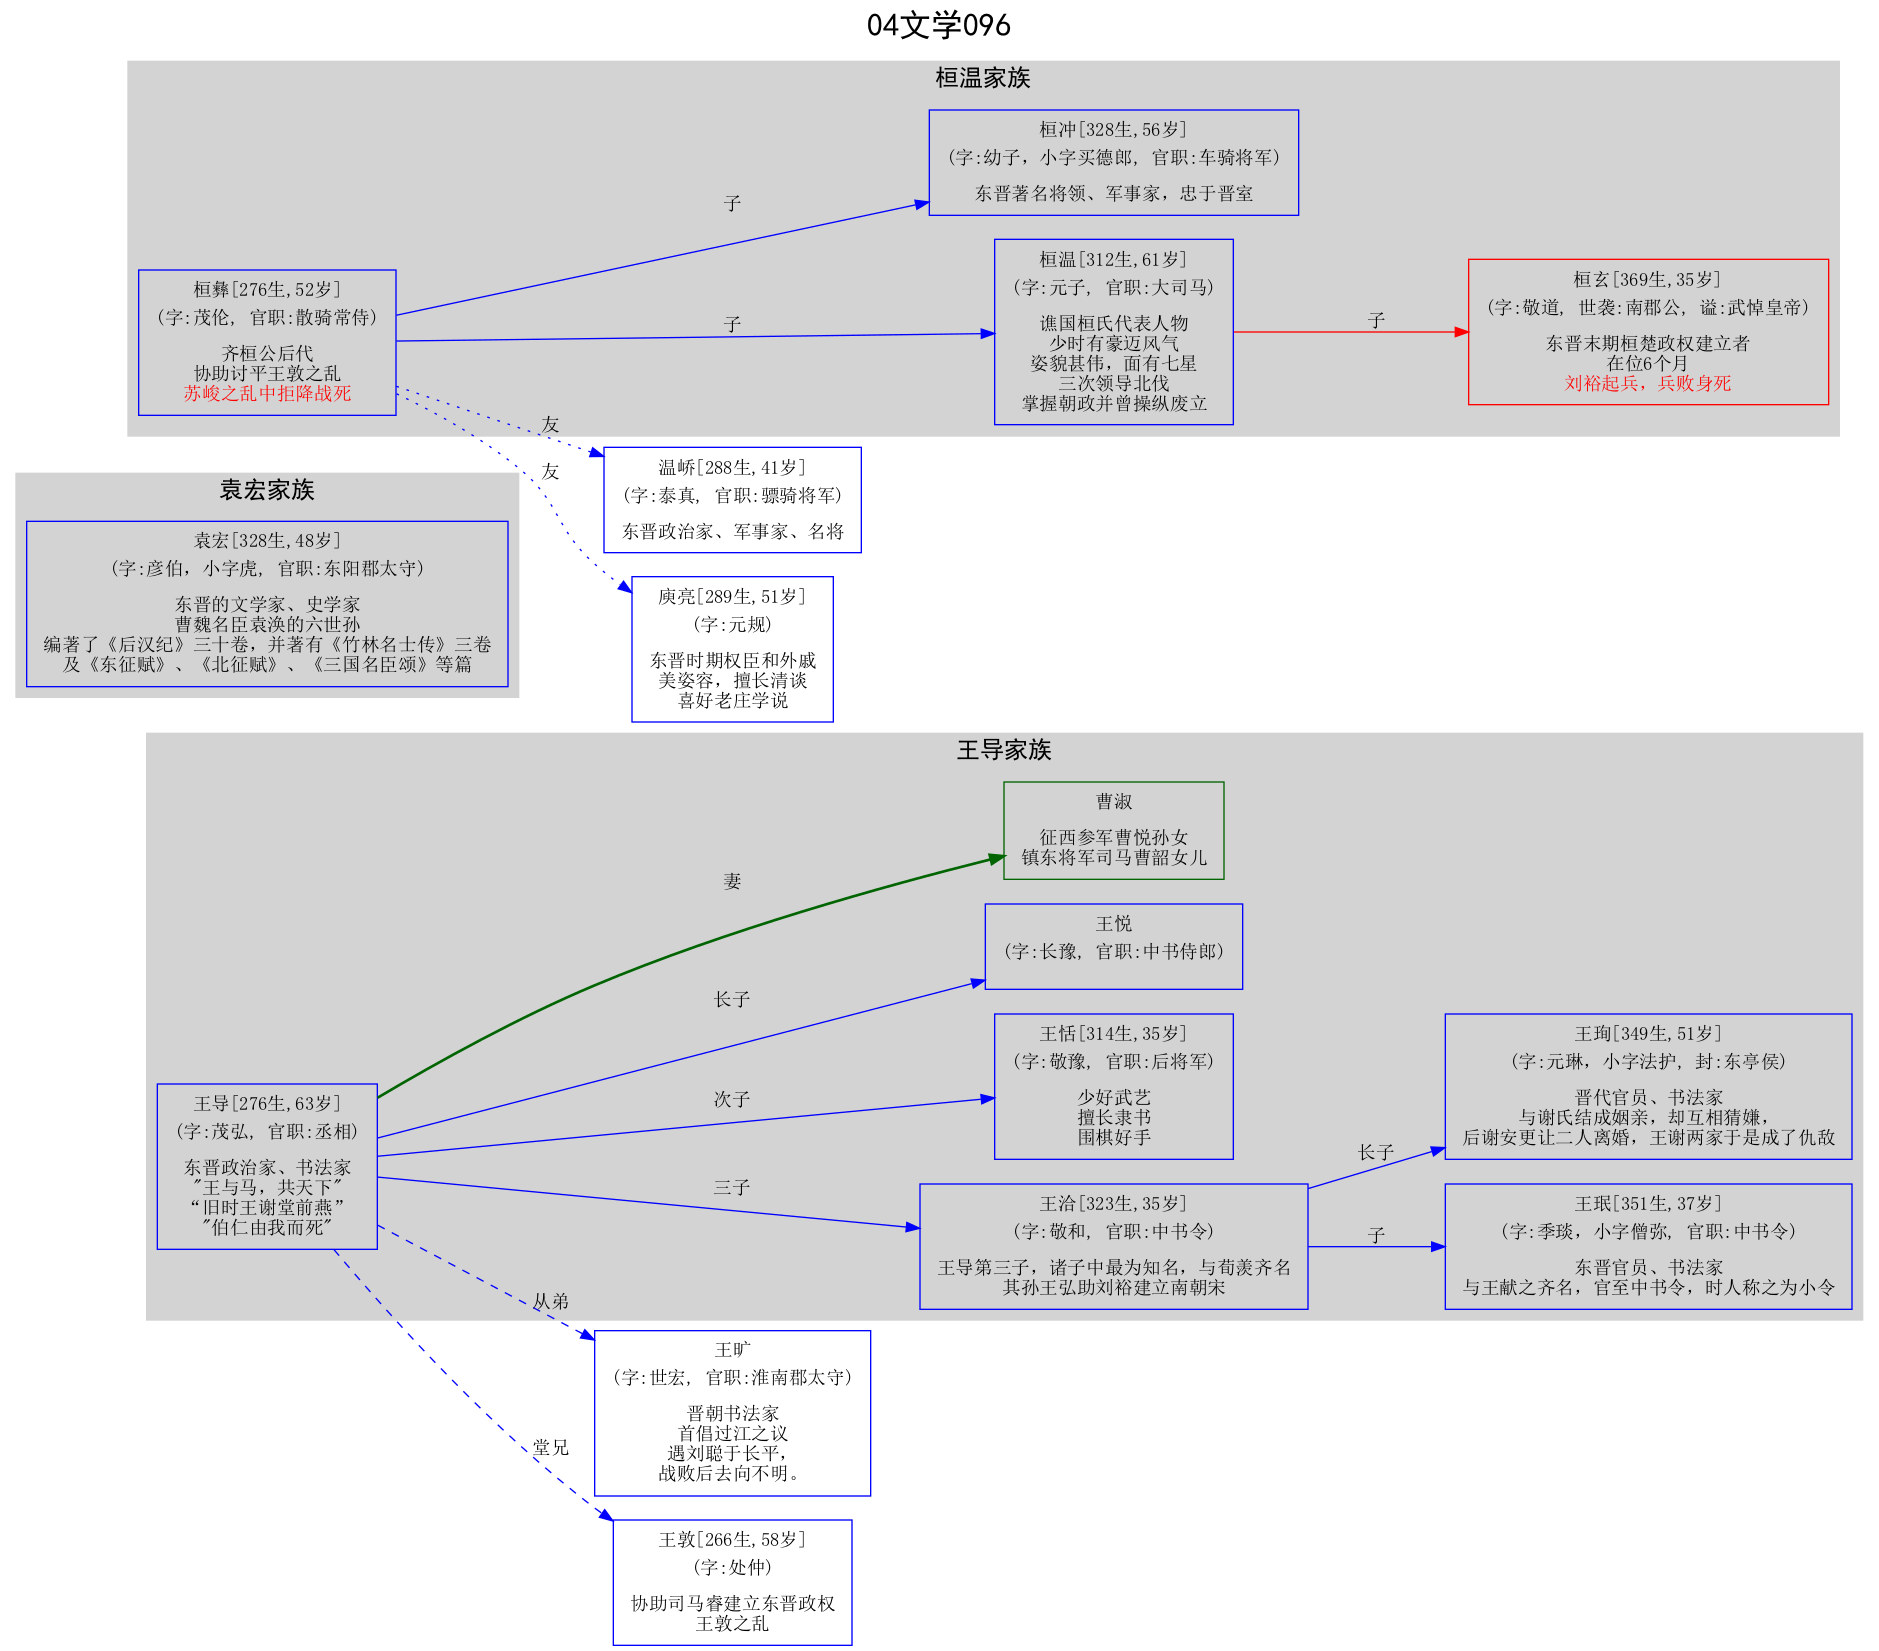 04文学096
桓温家族
桓冲[328生,56岁]
(字:幼子，小字买德郎, 官职:车骑将军)
东晋著名将领、军事家，忠于晋室
子
桓彝[276生,52岁]
(字:茂伦, 官职:散骑常侍)
齐桓公后代
协助讨平王敦之乱
苏峻之乱中拒降战死
子
桓温[312生,61岁]
(字:元子, 官职:大司马)
谯国桓氏代表人物
少时有豪迈风气
姿貌甚伟，面有七星
三次领导北伐
掌握朝政并曾操纵废立
子
桓玄[369生,35岁]
(字:敬道, 世袭:南郡公, 谥:武悼皇帝)
东晋末期桓楚政权建立者
在位6个月
刘裕起兵，兵败身死
友
友
温峤[288生,41岁]
(字:泰真, 官职:骠骑将军)
东晋政治家、军事家、名将
袁宏家族
袁宏[328生,48岁]
(字:彦伯，小字虎, 官职:东阳郡太守)
东晋的文学家、史学家
曹魏名臣袁涣的六世孙
编著了《后汉纪》三十卷，并著有《竹林名士传》三卷
及《东征赋》、《北征赋》、《三国名臣颂》等篇
庾亮[289生,51岁]
(字:元规)
东晋时期权臣和外戚
美姿容，擅长清谈
喜好老庄学说
王导家族
曹淑
征西参军曹悦孙女
镇东将军司马曹韶女儿
妻
王悦
(字:长豫, 官职:中书侍郎)
长子
王恬[314生,35岁]
(字:敬豫, 官职:后将军)
少好武艺
擅长隶书
围棋好手
次子
王导[276生,63岁]
(字:茂弘, 官职:丞相)
东晋政治家、书法家
"王与马，共天下"
“旧时王谢堂前燕”
"伯仁由我而死"
三子
王洽[323生,35岁]
(字:敬和, 官职:中书令)
王导第三子，诸子中最为知名，与荀羡齐名
其孙王弘助刘裕建立南朝宋
长子
王珣[349生,51岁]
(字:元琳，小字法护, 封:东亭侯)
晋代官员、书法家
与谢氏结成姻亲，却互相猜嫌，
后谢安更让二人离婚，王谢两家于是成了仇敌
子
王珉[351生,37岁]
(字:季琰，小字僧弥, 官职:中书令)
东晋官员、书法家
与王献之齐名，官至中书令，时人称之为小令
从弟
王旷
(字:世宏, 官职:淮南郡太守)
晋朝书法家
首倡过江之议
遇刘聪于长平，
战败后去向不明。
堂兄
王敦[266生,58岁]
(字:处仲)
协助司马睿建立东晋政权
王敦之乱